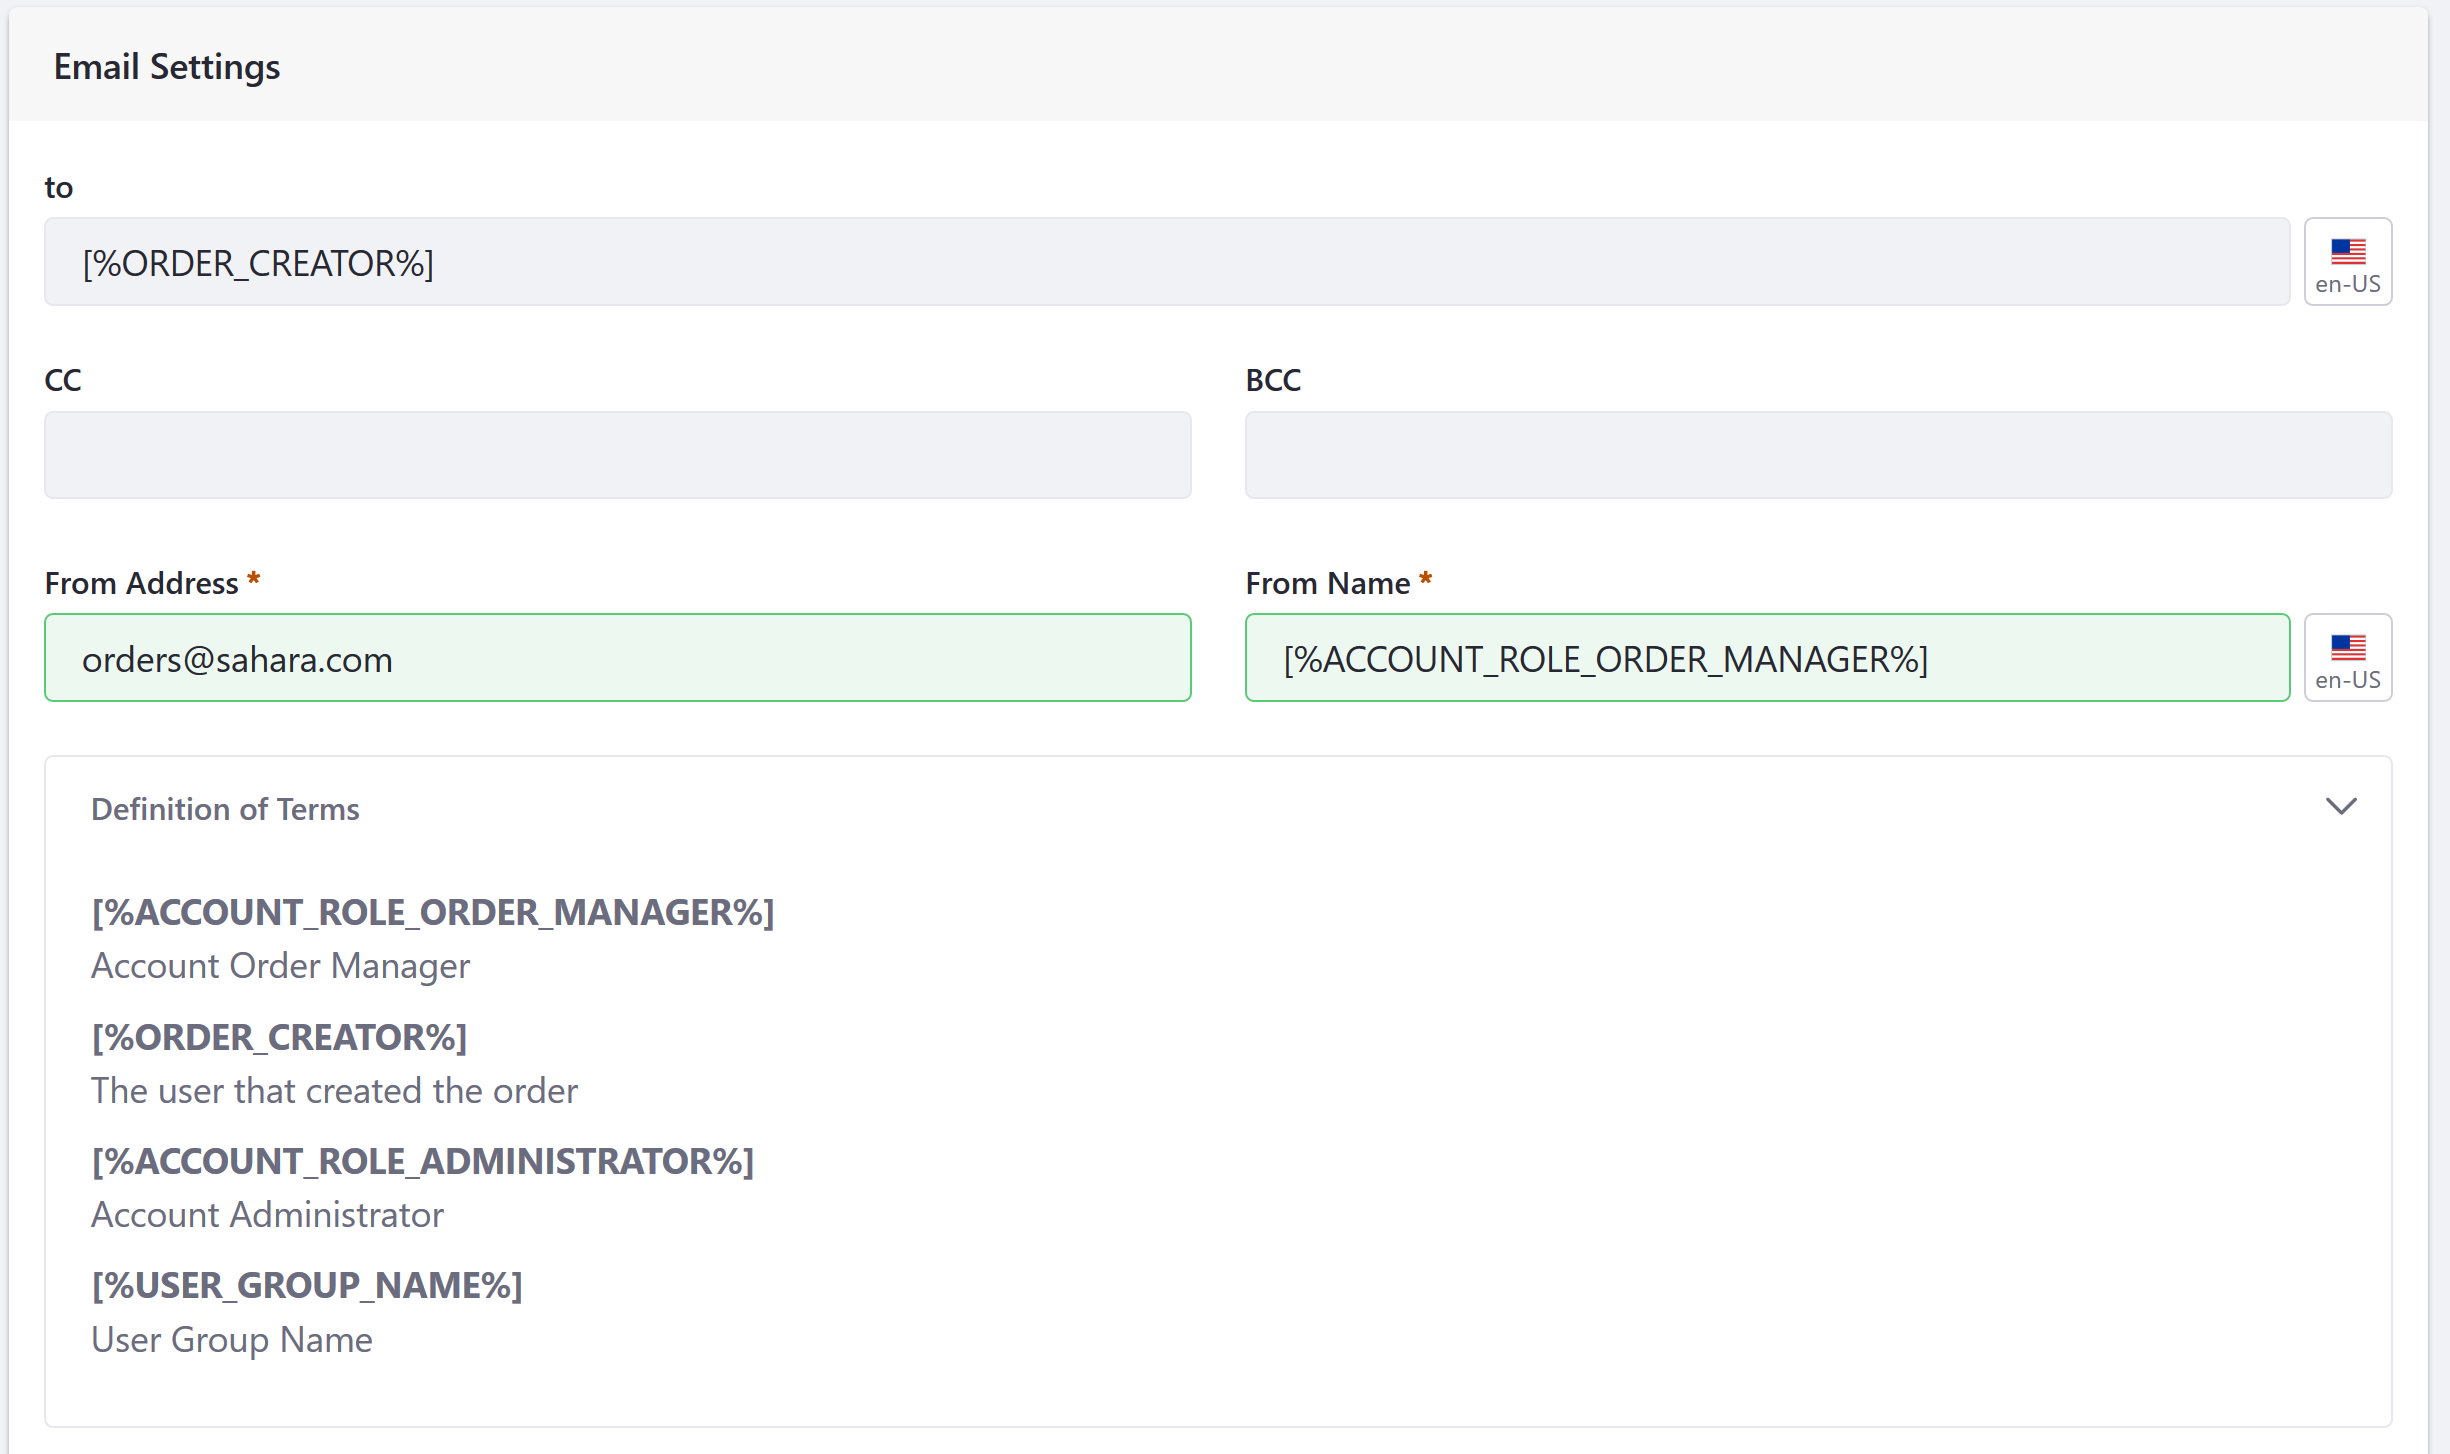 Email Settings
to
[%ORDER_CREATOR%]
en-US
CC
BCC
From Address *
From Name *
orders@sahara.com
[%ACCOUNT_ROLE_ORDER_MANAGER%]
en-US
Definition of Terms
[%ACCOUNT_ROLE_ORDER_MANAGER%]
Account Order Manager
[%ORDER_CREATOR%]
The user that created the order
[%ACCOUNT_ROLE_ADMINISTRATOR%]
Account Administrator
[%USER_GROUP_NAME%]
User Group Name